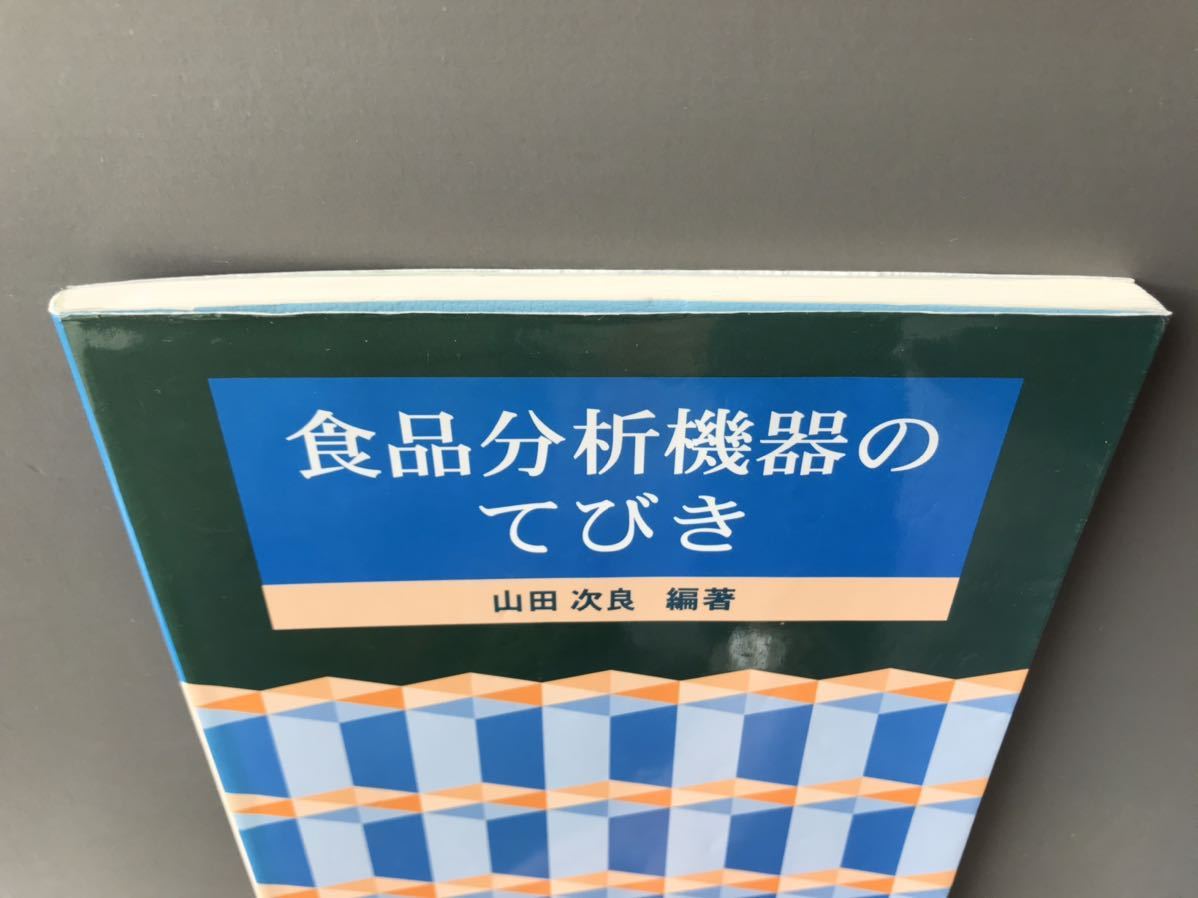 食品分析機器の
てびき
山田 次良 編著